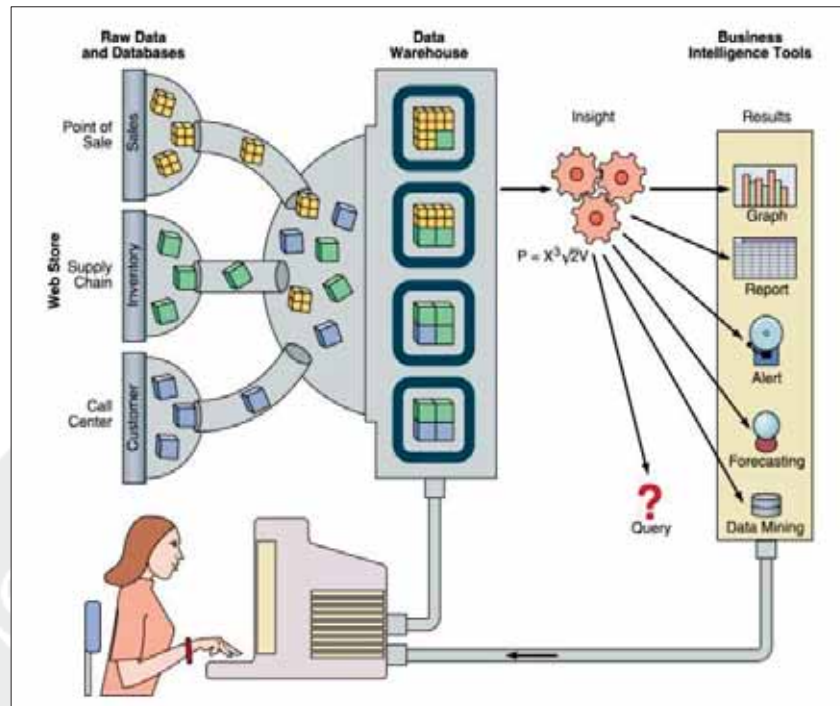 Raw Data
and Databases
Data
Warehouse
Business
Intelligence Tools
Point of
Sale
Sales
Web Store
Supply
Chain
Inventory
Call
Center
Customer
Insight
P = X³√2V
Results
Graph
Report
Alert
Forecasting
Data Mining
?
Query